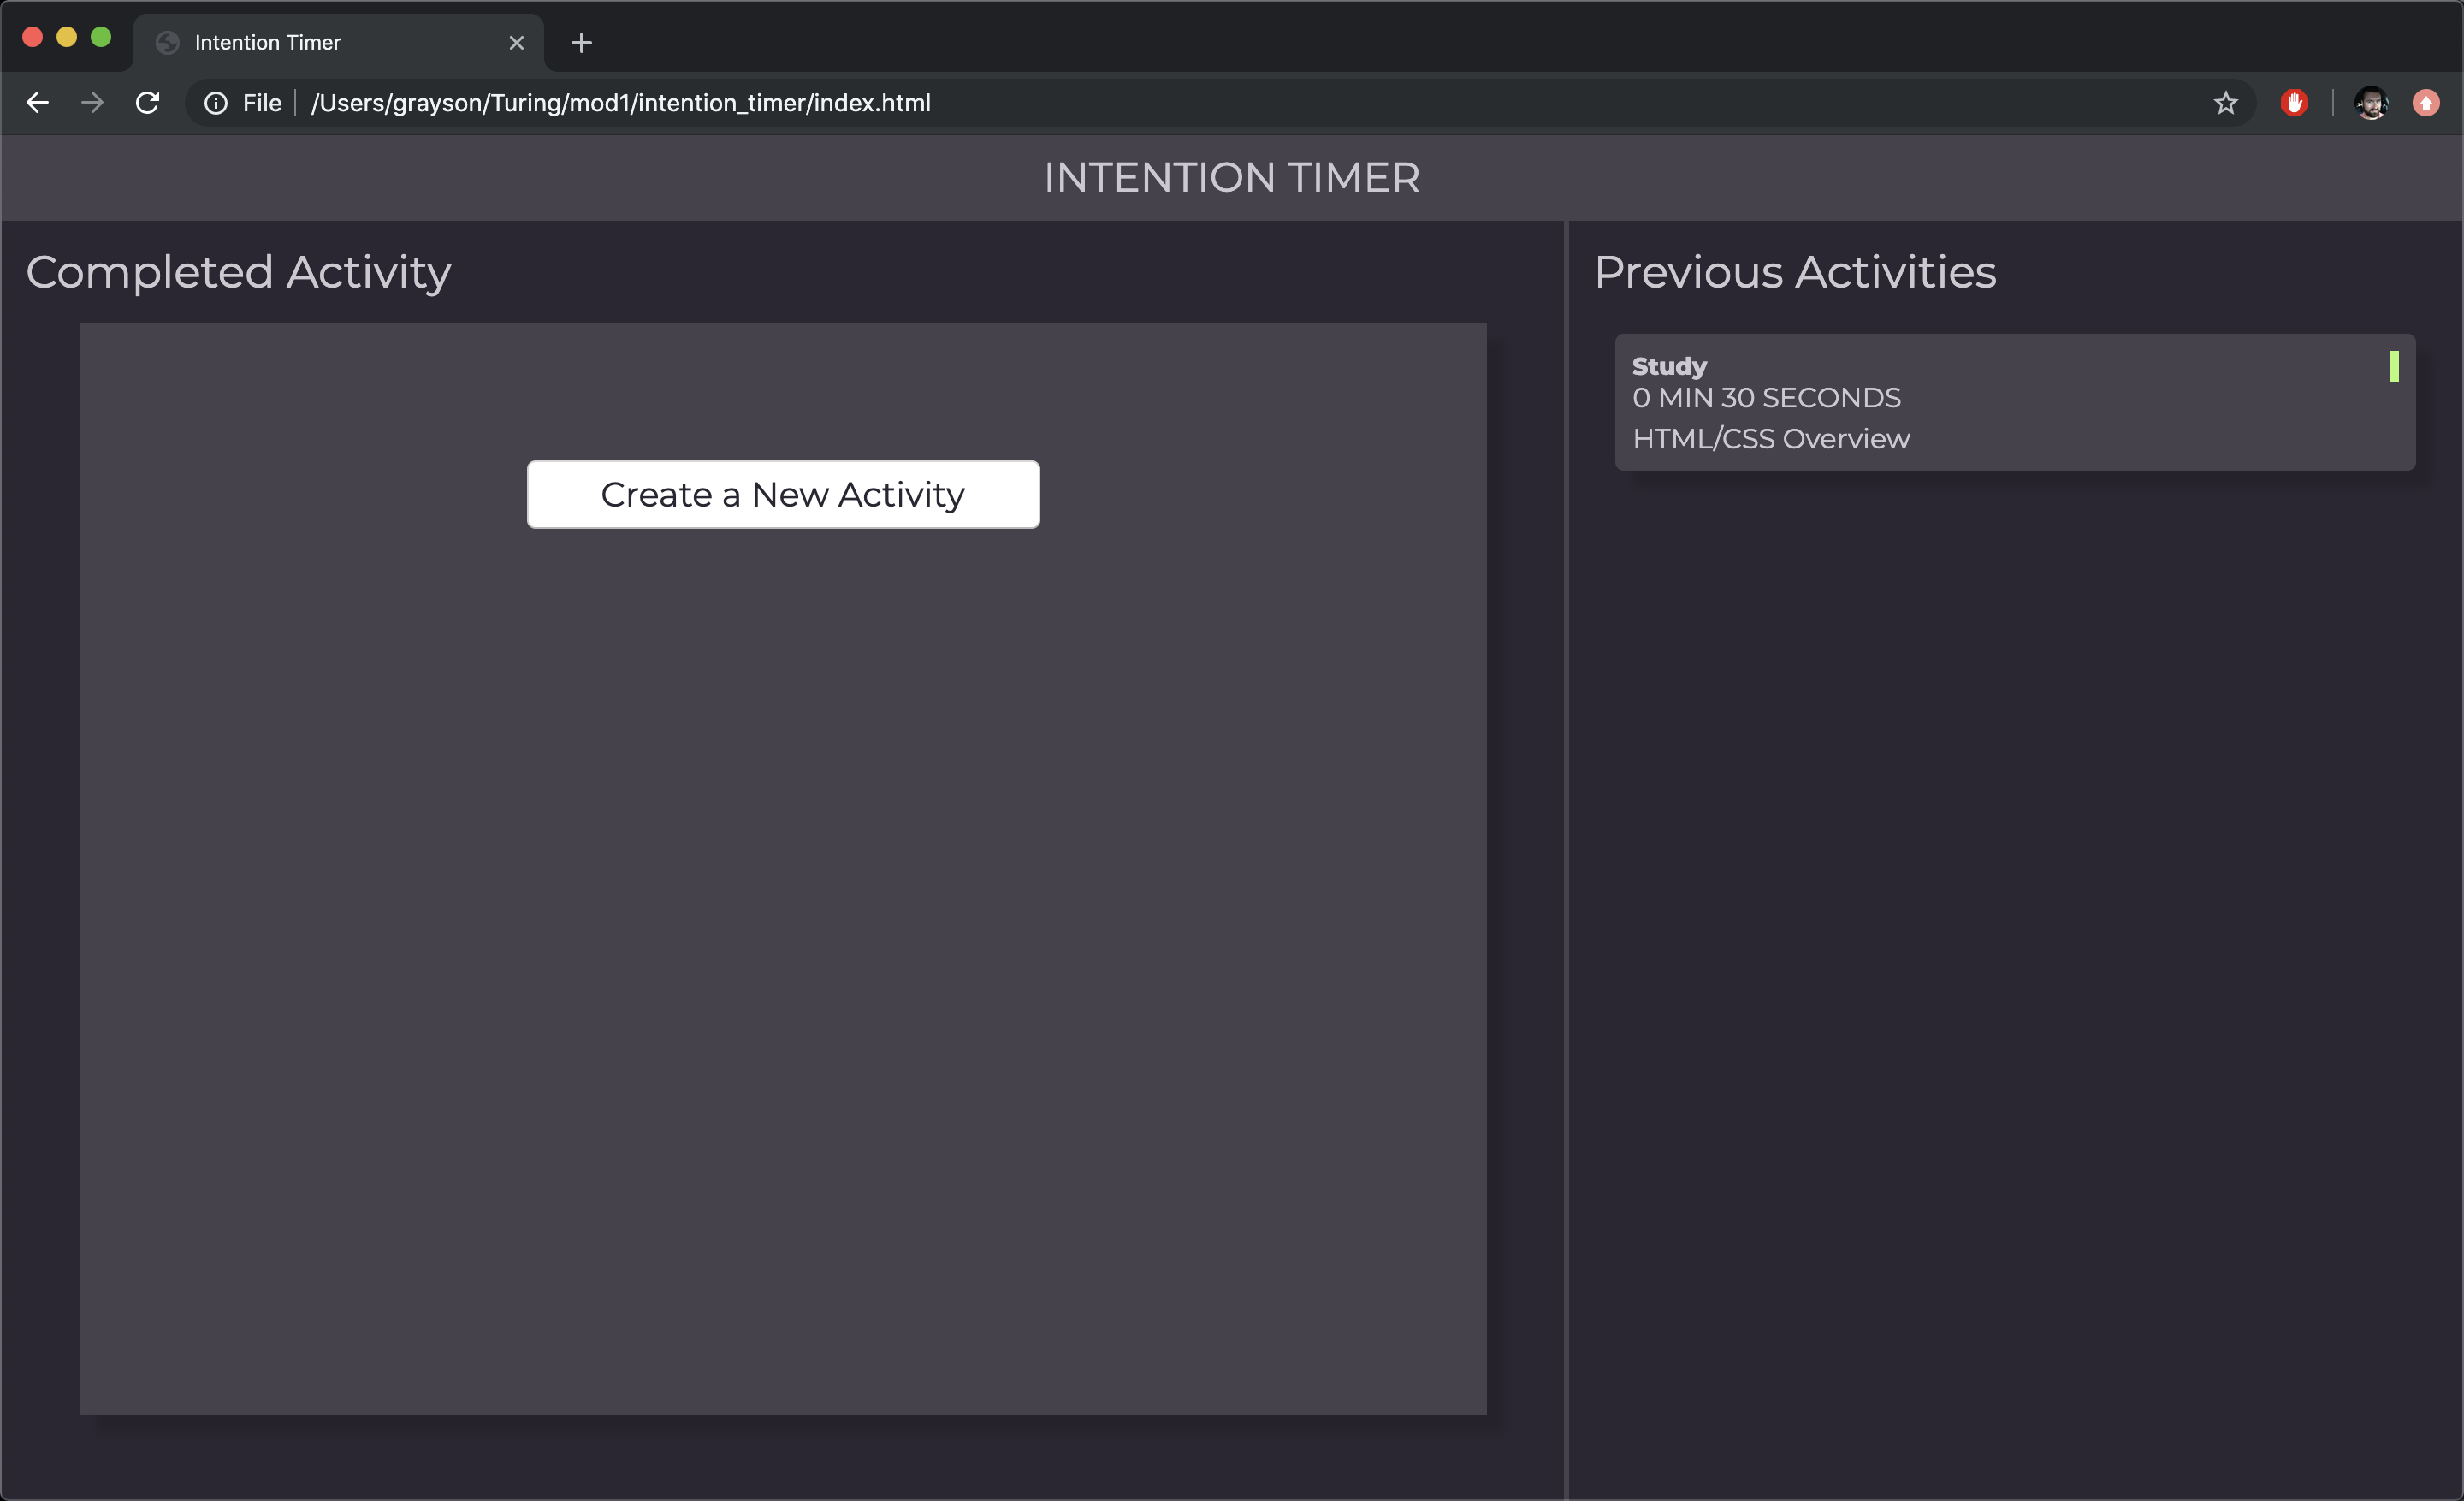 Intention Timer
File
/Users/grayson/Turing/mod1/intention_timer/index.html
INTENTION TIMER
Completed Activity
Create a New Activity
Previous Activities
Study
0 MIN 30 SECONDS
HTML/CSS Overview